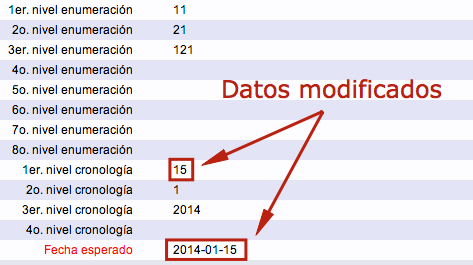 1er. nivel enumeración 11
2o. nivel enumeración 21
3er. nivel enumeración 121
4o. nivel enumeración
5o. nivel enumeración
6o. nivel enumeración
7o. nivel enumeración
8o. nivel enumeración
Datos modificados
1er. nivel cronología 15
2o. nivel cronología 1
3er. nivel cronología 2014
4o. nivel cronología
Fecha esperado 2014-01-15